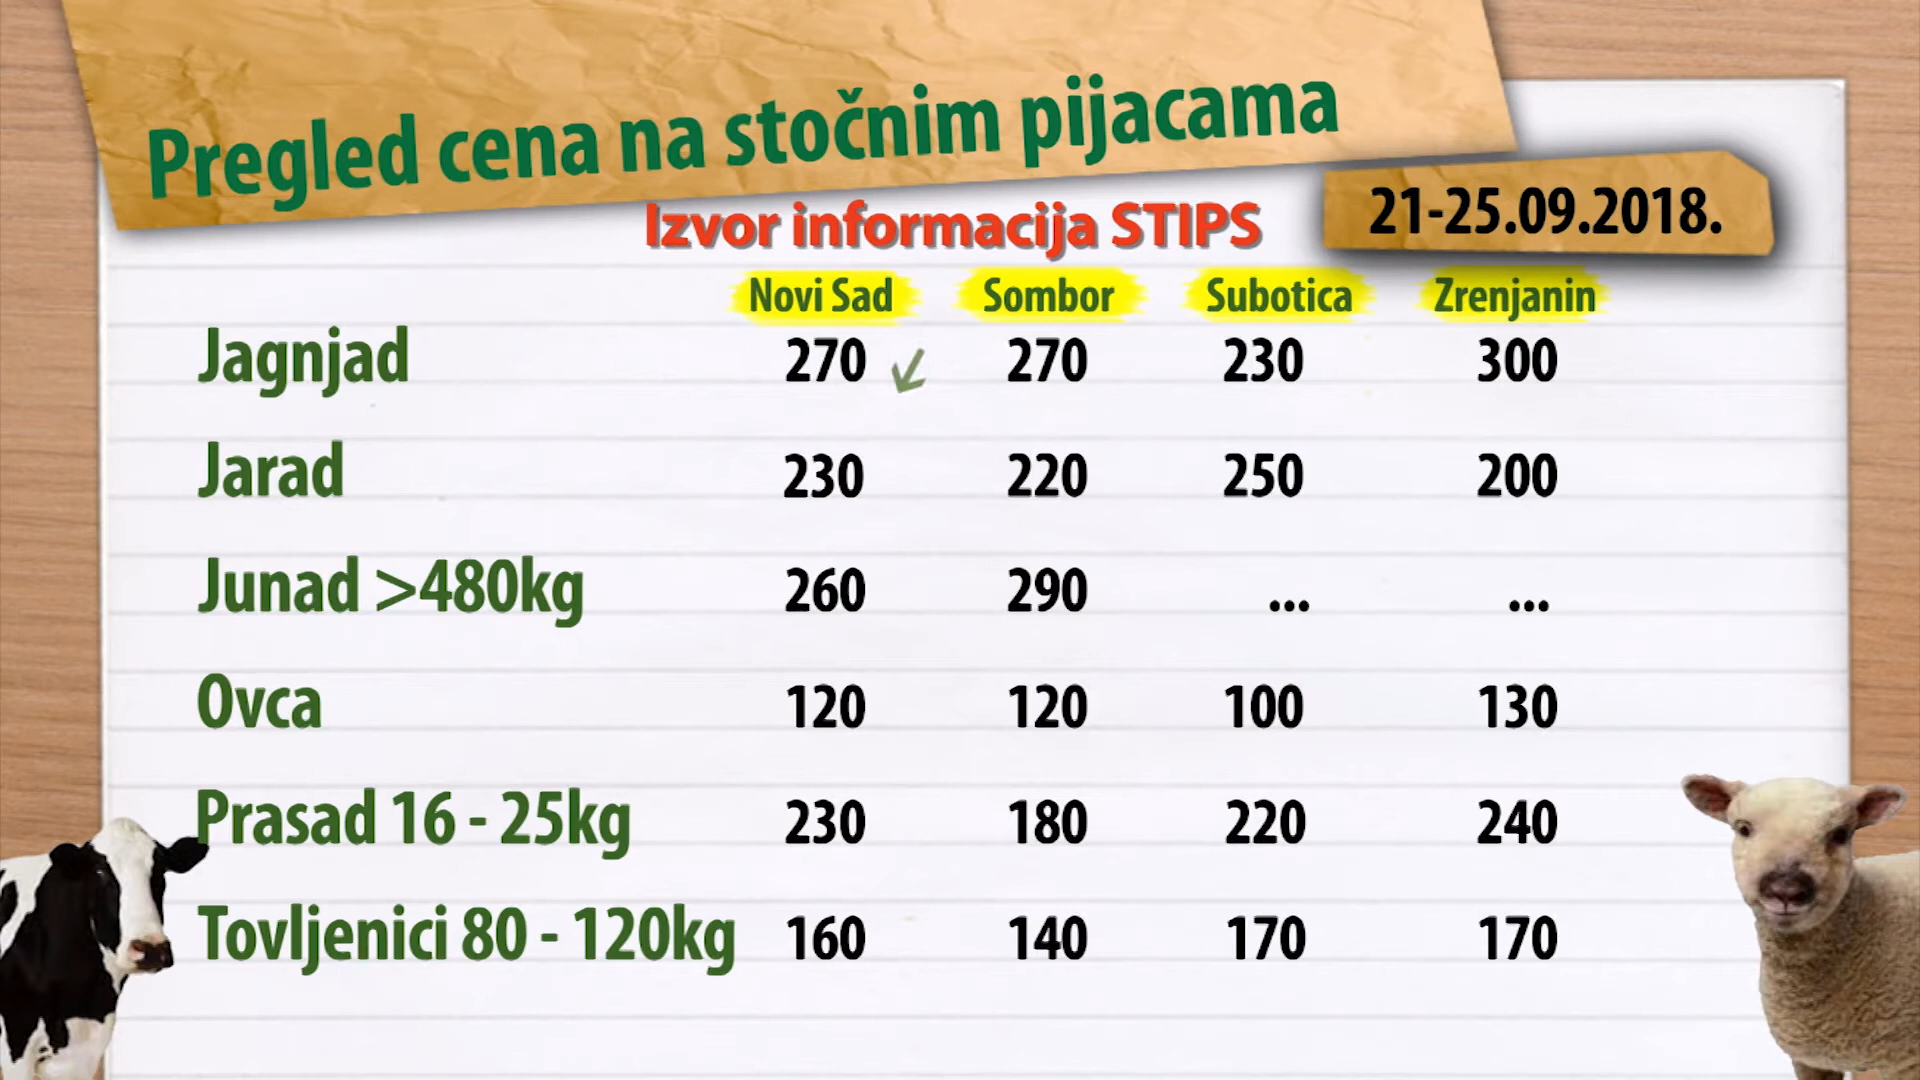 Pregled cena na stočnim pijacama
Izvor informacija STIPS
21-25.09.2018.
Novi Sad Sombor Subotica Zrenjanin
Jagnjad 270 270 230 300
Jarad 230 220 250 200
Junad >480kg 260 290 ... ...
Ovca 120 120 100 130
Prasad 16 - 25kg 230 180 220 240
Tovljenici 80 - 120kg 160 140 170 170